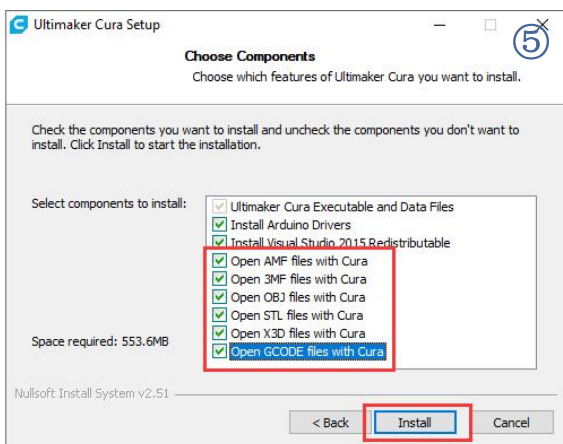 Ultimaker Cura Setup
⑤
Choose Components
Choose which features of Ultimaker Cura you want to install.
Check the components you want to install and uncheck the components you don't want to
install. Click Install to start the installation.
Select components to install:
Ultimaker Cura Executable and Data Files
Install Arduino Drivers
Install Visual Studio 2015 Redistributable
Open AMF files with Cura
Open 3MF files with Cura
Open OBJ files with Cura
Open STL files with Cura
Open X3D files with Cura
Open GCODE files with Cura
Space required: 553.6MB
Nullsoft Install System v2.51
< Back
Install
Cancel